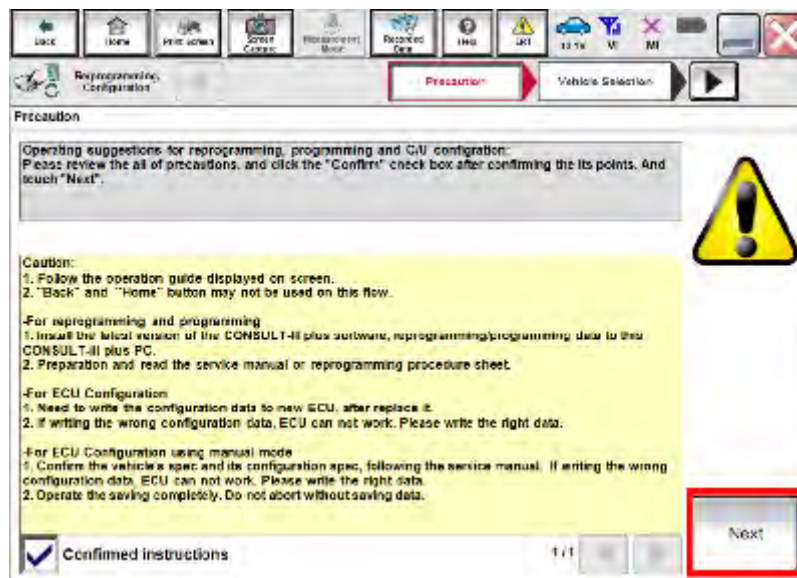 Back
Home
Print Screen
Screen Capture
Measurement Mode
Recorded Data
Help
ERT
12.1V
VI
MI
Reprogramming, Configuration
Precaution
Vehicle Selection
Precaution
Operating suggestions for reprogramming, programming and C/U configration:
Please review the all of precautions, and click the "Confirm" check box after confirming the its points. And
touch "Next".
Caution:
1. Follow the operation guide displayed on screen.
2. "Back" and "Home" button may not be used on this flow.
-For reprogramming and programming
1. Install the latest version of the CONSULT-III plus software, reprogramming/programming data to this
CONSULT-III plus PC.
2. Preparation and read the service manual or reprogramming procedure sheet.
-For ECU Configuration
1. Need to write the configuration data to new ECU, after replace it.
2. If writing the wrong configuration data, ECU can not work. Please write the right data.
-For ECU Configuration using manual mode
1. Confirm the vehicle's spec and its configuration spec, following the service manual. If writing the wrong
configuration data, ECU can not work. Please write the right data.
2. Operate the saving completely. Do not abort without saving data.
Confirmed instructions
1/1
Next